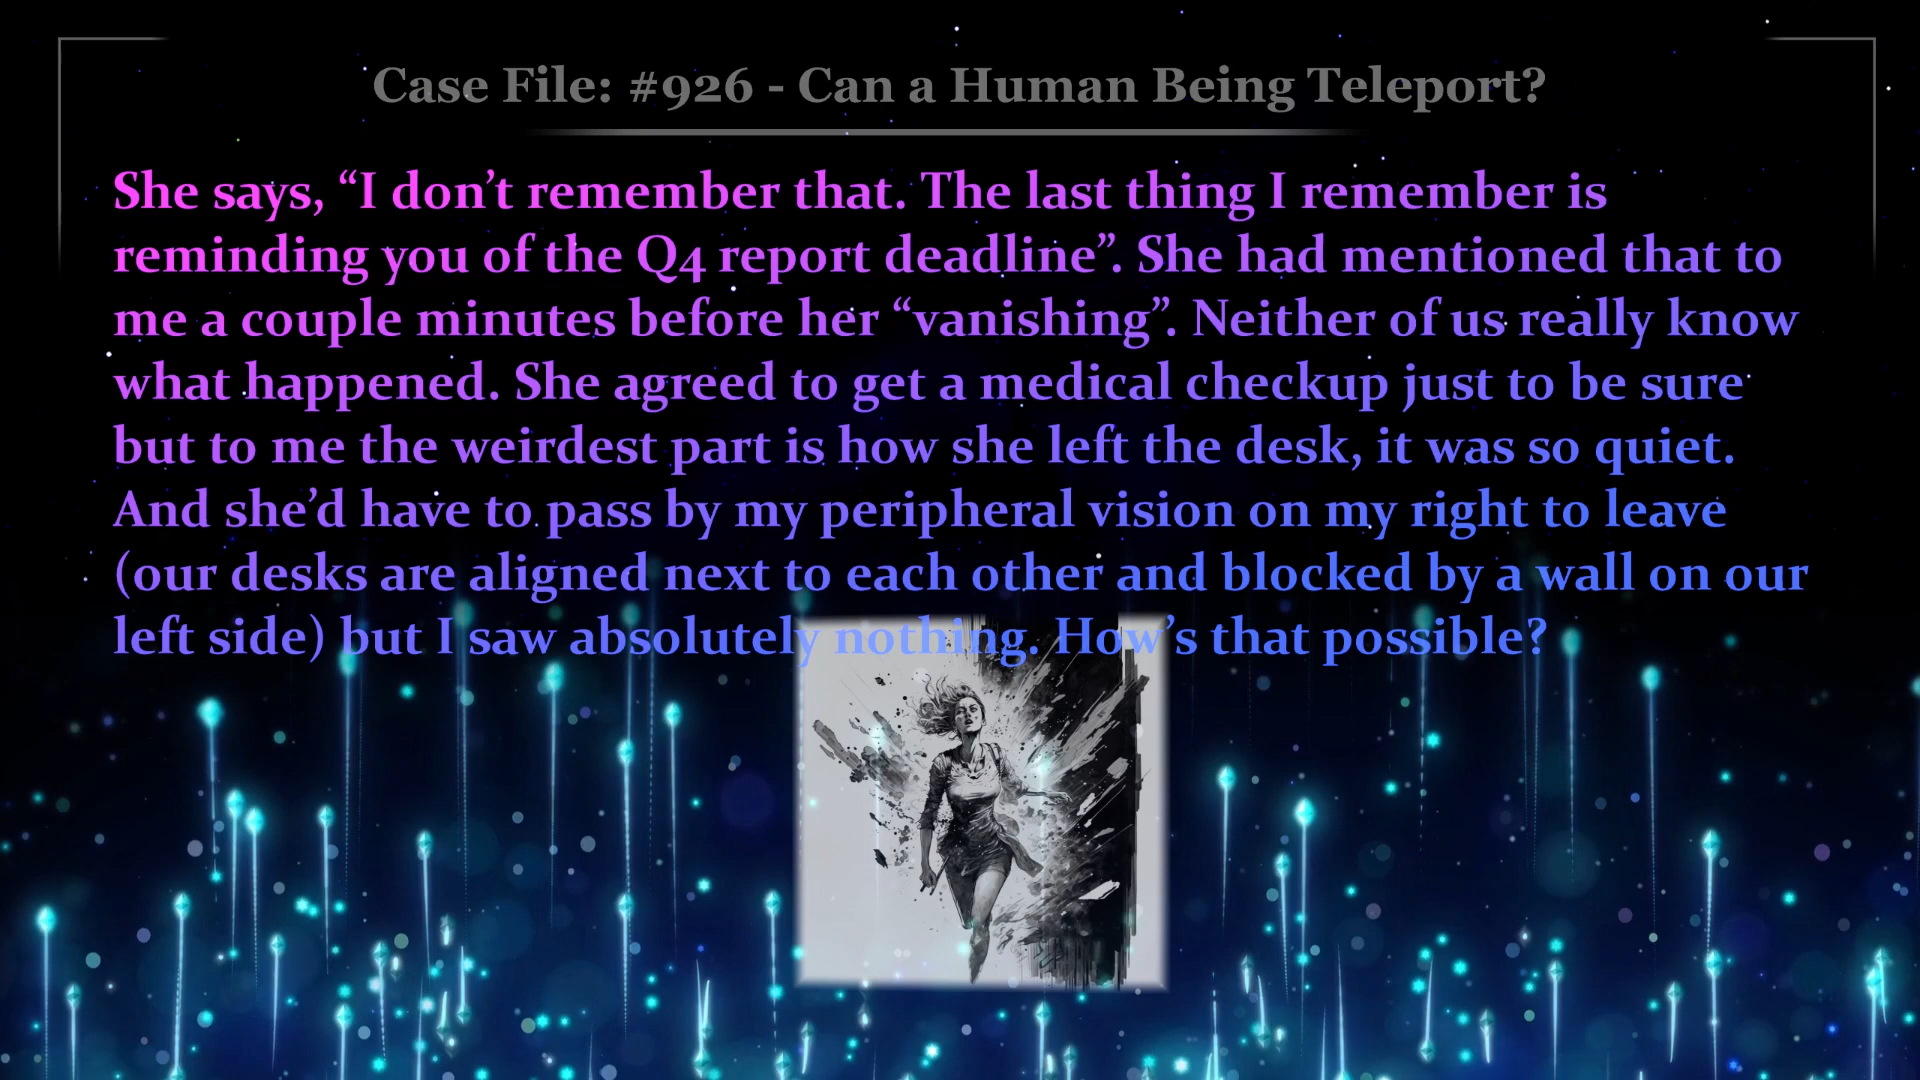 Case File: #926 - Can a Human Being Teleport?
She says, “I don’t remember that. The last thing I remember is
reminding you of the Q4 report deadline”. She had mentioned that to
me a couple minutes before her “vanishing”. Neither of us really know
what happened. She agreed to get a medical checkup just to be sure
but to me the weirdest part is how she left the desk, it was so quiet.
And she’d have to pass by my peripheral vision on my right to leave
(our desks are aligned next to each other and blocked by a wall on our
left side) but I saw absolutely nothing. How’s that possible?